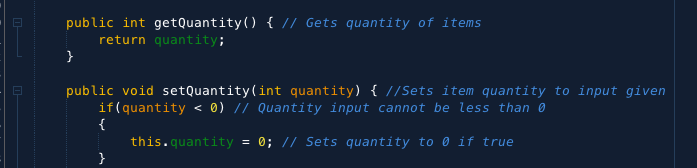 public int getQuantity() { // Gets quantity of items
return quantity;
}
public void setQuantity(int quantity) { //Sets item quantity to input given
if(quantity < 0) // Quantity input cannot be less than 0
{
this.quantity = 0; // Sets quantity to 0 if true
}